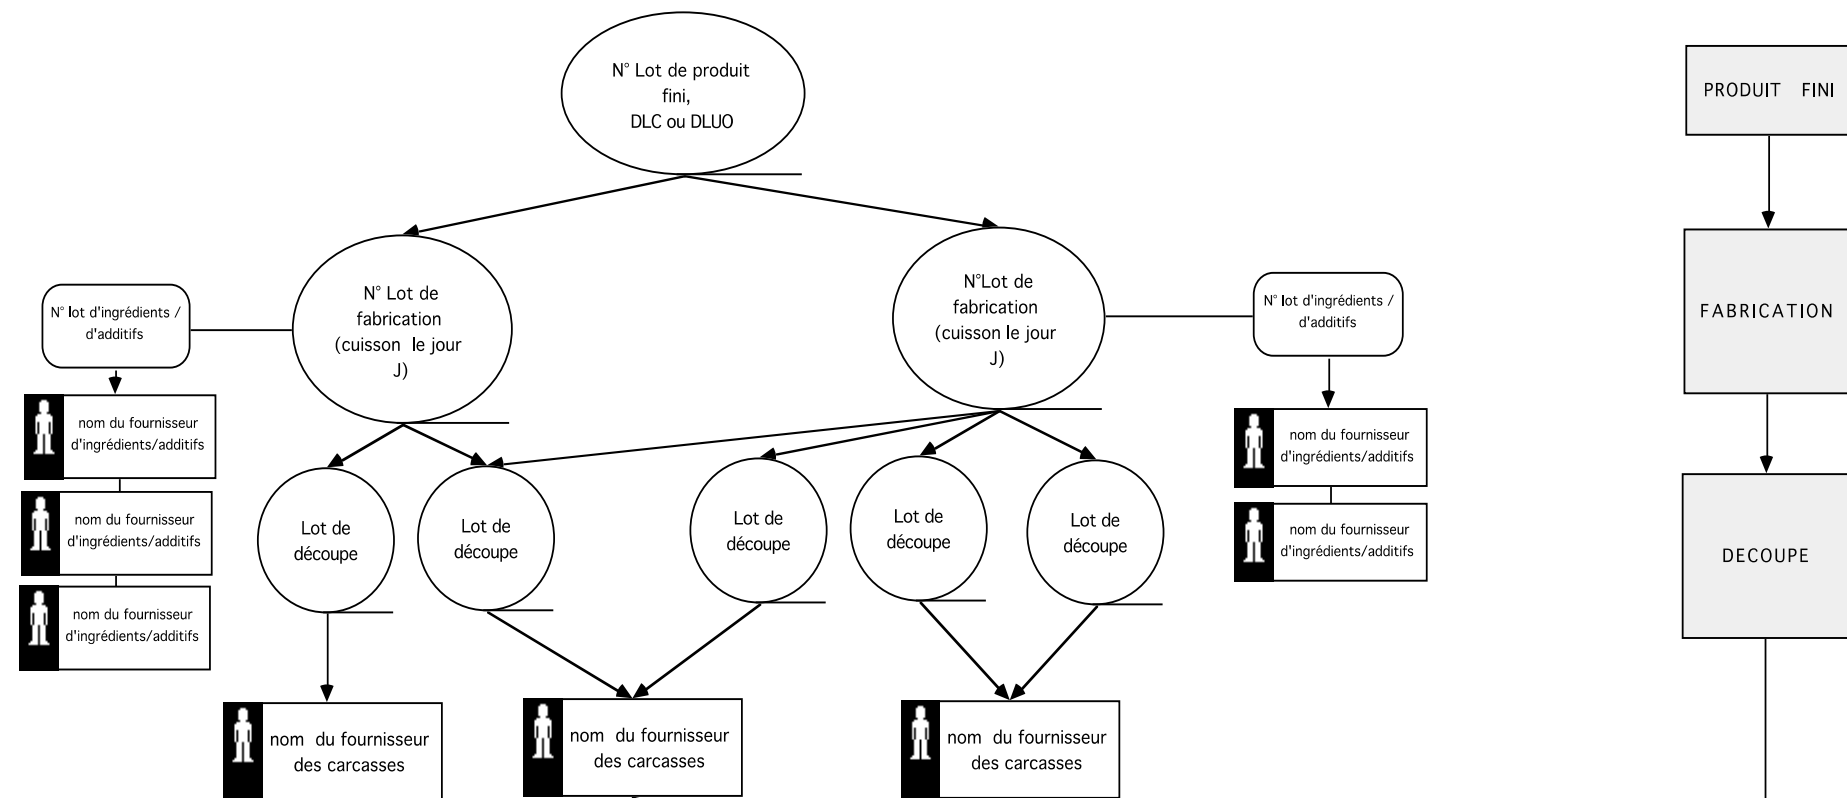 N° Lot de produit
fini,
DLC ou DLUO
PRODUIT FINI
N° lot d'ingrédients /
d'additifs
N° Lot de
fabrication
(cuisson le jour
J)
N°Lot de
fabrication
(cuisson le jour
J)
N° lot d'ingrédients /
d'additifs
FABRICATION
nom du fournisseur
d'ingrédients/additifs
nom du fournisseur
d'ingrédients/additifs
nom du fournisseur
d'ingrédients/additifs
Lot de
découpe
Lot de
découpe
Lot de
découpe
Lot de
découpe
Lot de
découpe
nom du fournisseur
d'ingrédients/additifs
nom du fournisseur
d'ingrédients/additifs
DECOUPE
nom du fournisseur
des carcasses
nom du fournisseur
des carcasses
nom du fournisseur
des carcasses